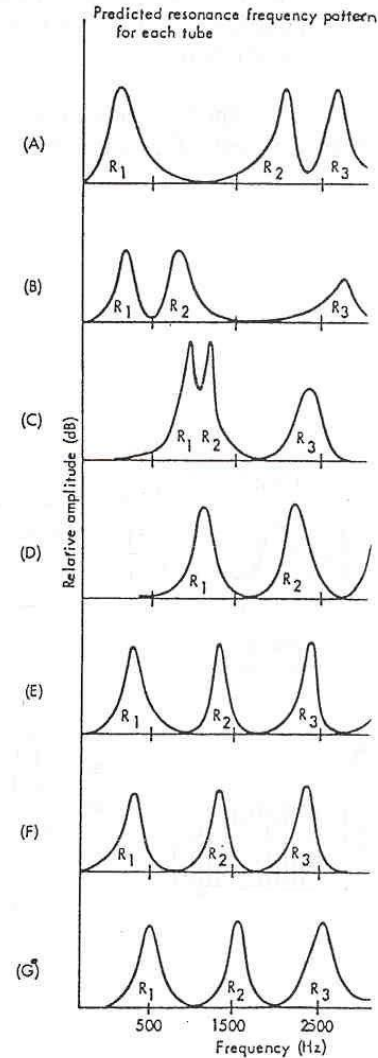 Predicted resonance frequency pattern
for each tube
(A)
R1 R2 R3
(B)
R1 R2 R3
(C)
R1 R2 R3
(D)
R1 R2
(E)
R1 R2 R3
(F)
R1 R2 R3
(G)
R1 R2 R3
Relative amplitude (dB)
500 1500 2500
Frequency (Hz)